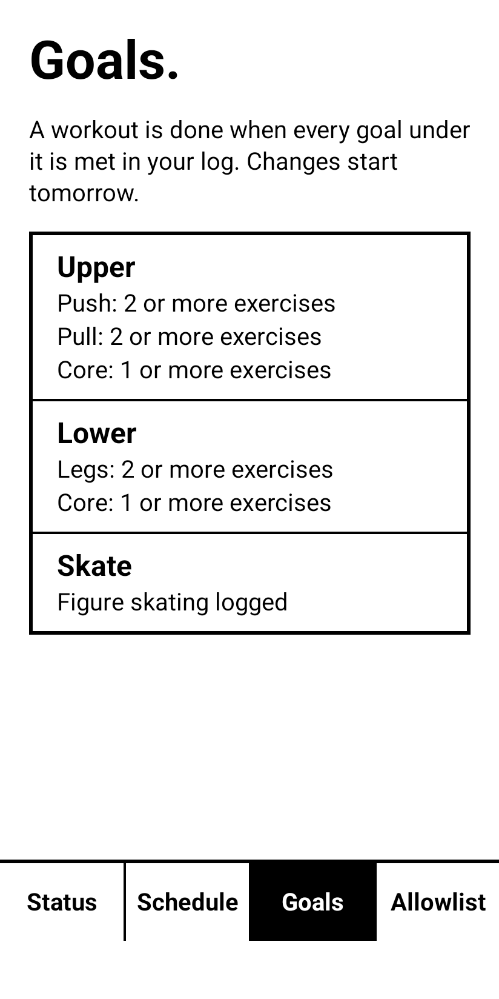 Goals.
A workout is done when every goal under
it is met in your log. Changes start
tomorrow.
Upper
Push: 2 or more exercises
Pull: 2 or more exercises
Core: 1 or more exercises
Lower
Legs: 2 or more exercises
Core: 1 or more exercises
Skate
Figure skating logged
Status Schedule Goals Allowlist